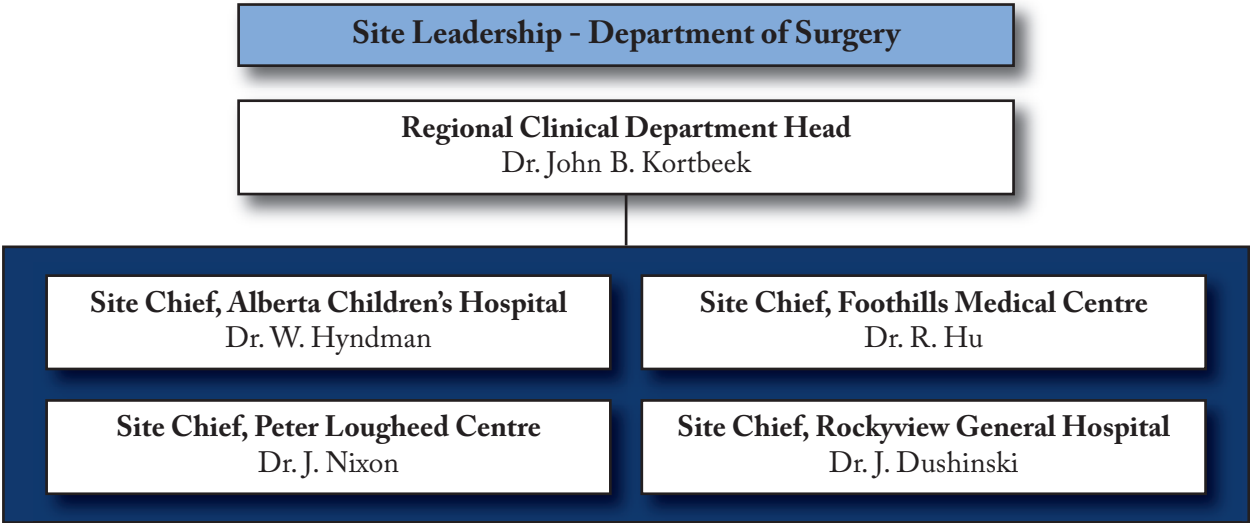 Site Leadership - Department of Surgery
Regional Clinical Department Head
Dr. John B. Kortbeek
Site Chief, Alberta Children’s Hospital
Dr. W. Hyndman
Site Chief, Foothills Medical Centre
Dr. R. Hu
Site Chief, Peter Lougheed Centre
Dr. J. Nixon
Site Chief, Rockyview General Hospital
Dr. J. Dushinski